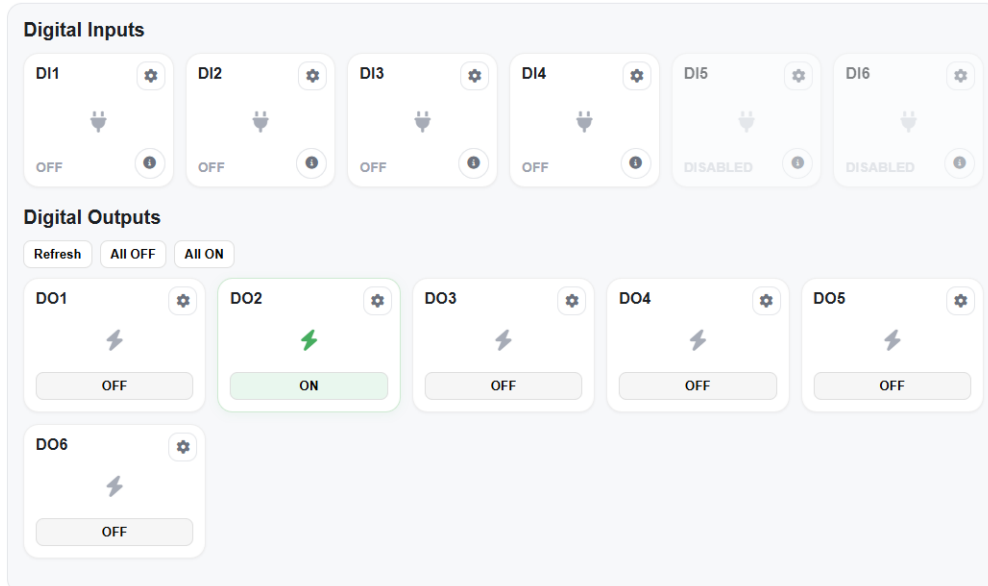 Digital Inputs
DI1 DI2 DI3 DI4 DI5 DI6
OFF OFF OFF OFF DISABLED DISABLED
Digital Outputs
Refresh All OFF All ON
DO1 DO2 DO3 DO4 DO5
OFF ON OFF OFF OFF
DO6
OFF